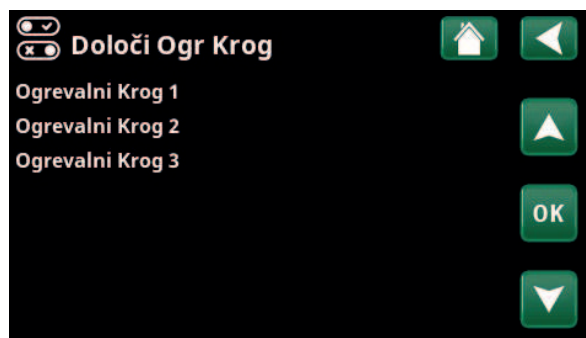 Določi Ogr Krog
Ogrevalni Krog 1
Ogrevalni Krog 2
Ogrevalni Krog 3
OK